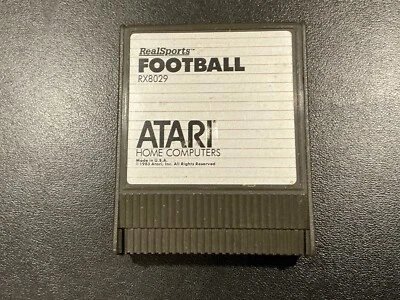 RealSports™
FOOTBALL
RX8029
ATARI
HOME COMPUTERS
Made in U.S.A.
© 1983 Atari, Inc. All Rights Reserved